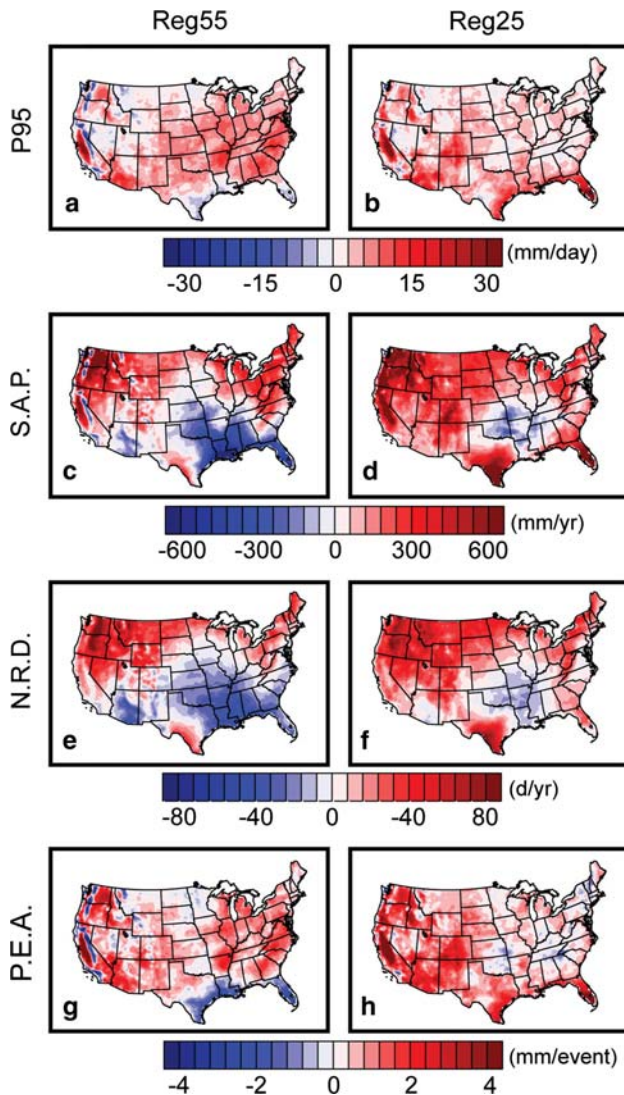 Reg55 Reg25
P95
a b
-30 -15 0 15 30 (mm/day)
S.A.P.
c d
-600 -300 0 300 600 (mm/yr)
N.R.D.
e f
-80 -40 0 -40 80 (d/yr)
P.E.A.
g h
-4 -2 0 2 4 (mm/event)